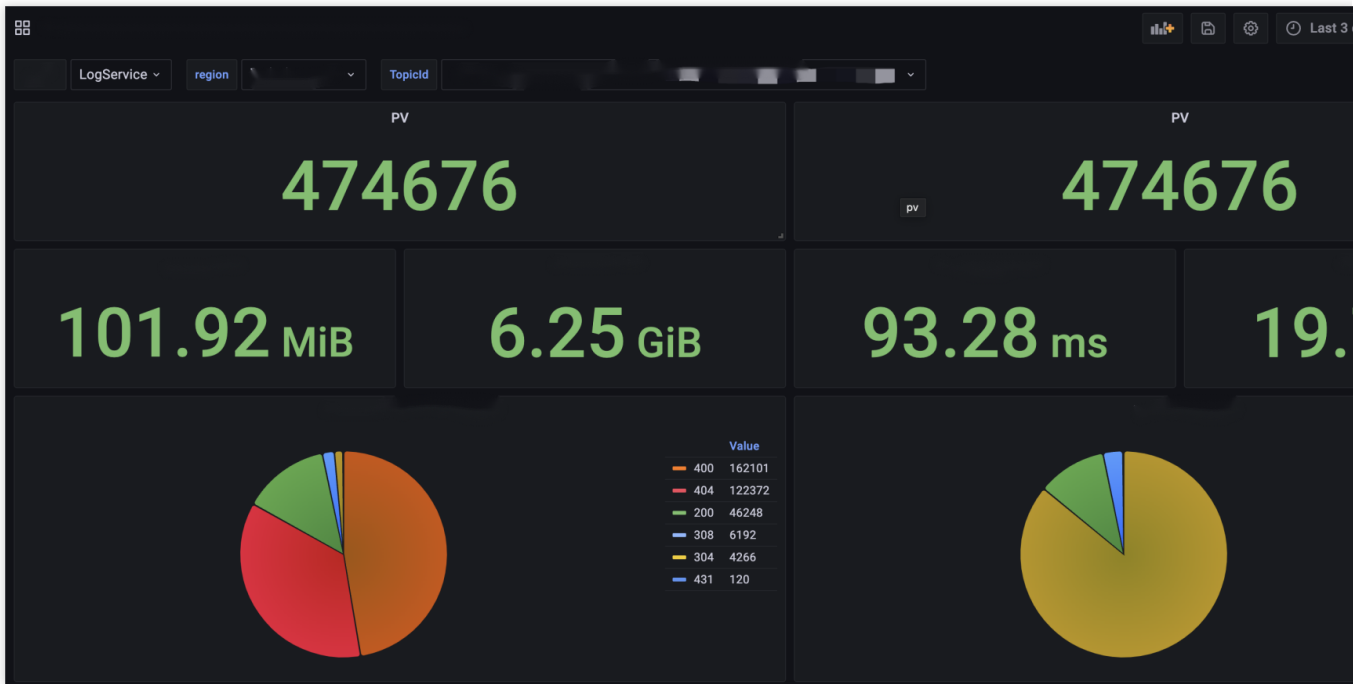 Last 3
LogService
region
TopicId
PV
PV
474676
474676
pv
101.92 MiB
6.25 GiB
93.28 ms
19.
Value
400 162101
404 122372
200 46248
308 6192
304 4266
431 120